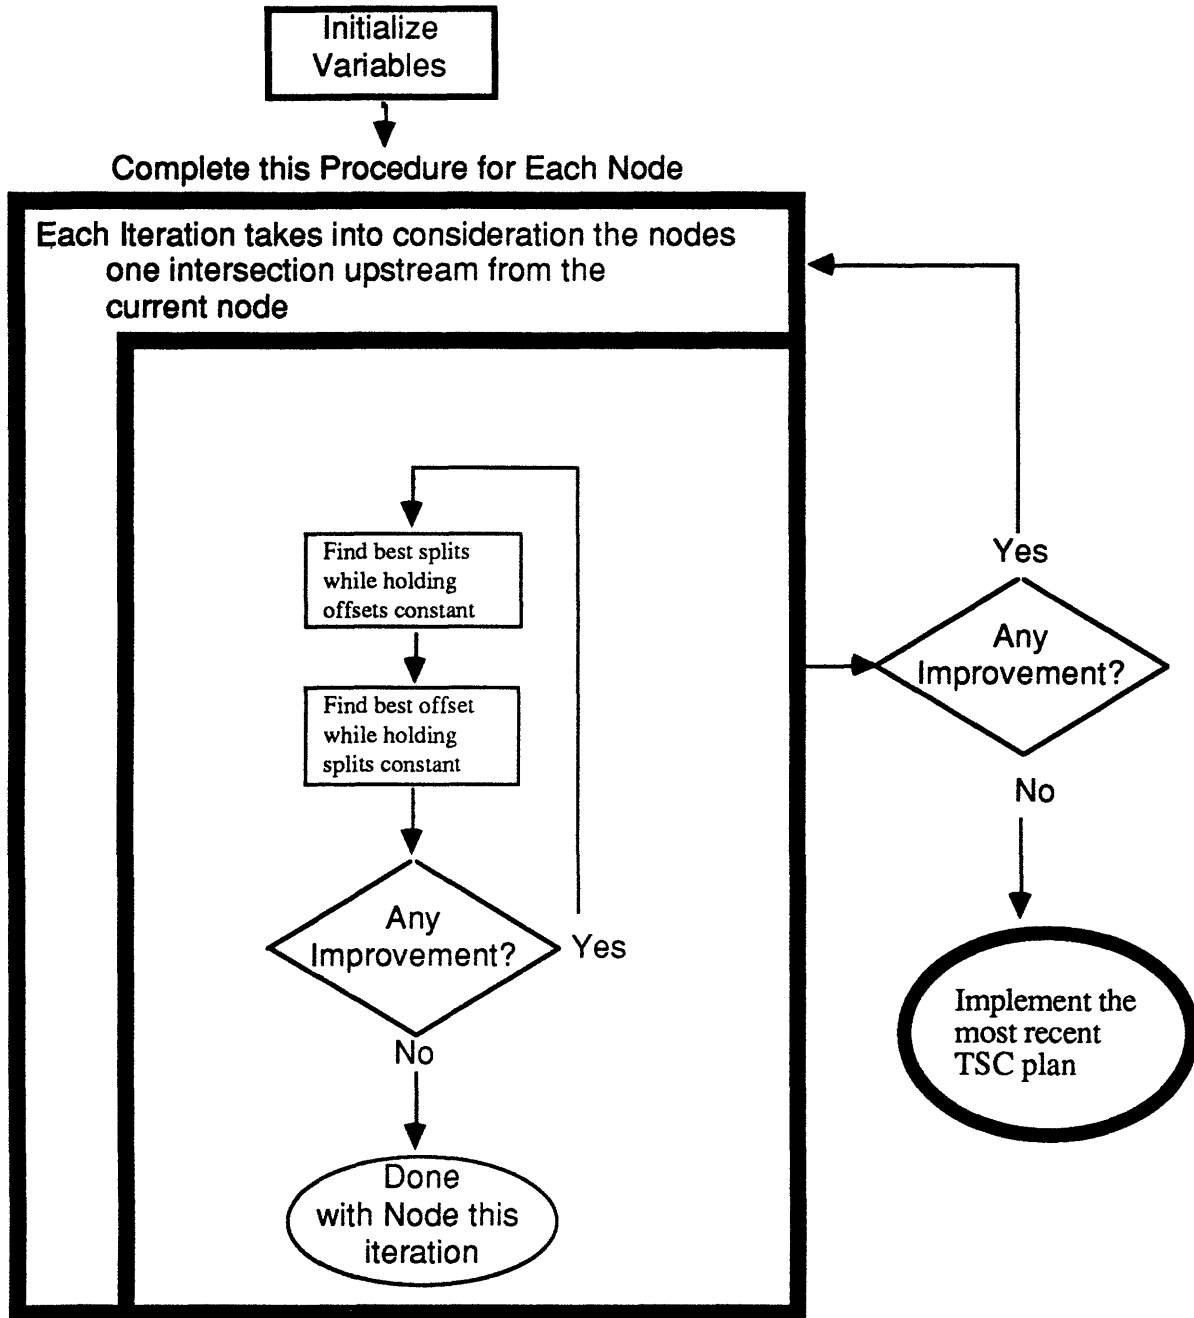 Initialize
Variables
Complete this Procedure for Each Node
Each Iteration takes into consideration the nodes
one intersection upstream from the
current node
Find best splits
while holding
offsets constant
Find best offset
while holding
splits constant
Any
Improvement?
Yes
No
Done
with Node this
iteration
Yes
Any
Improvement?
No
Implement the
most recent
TSC plan